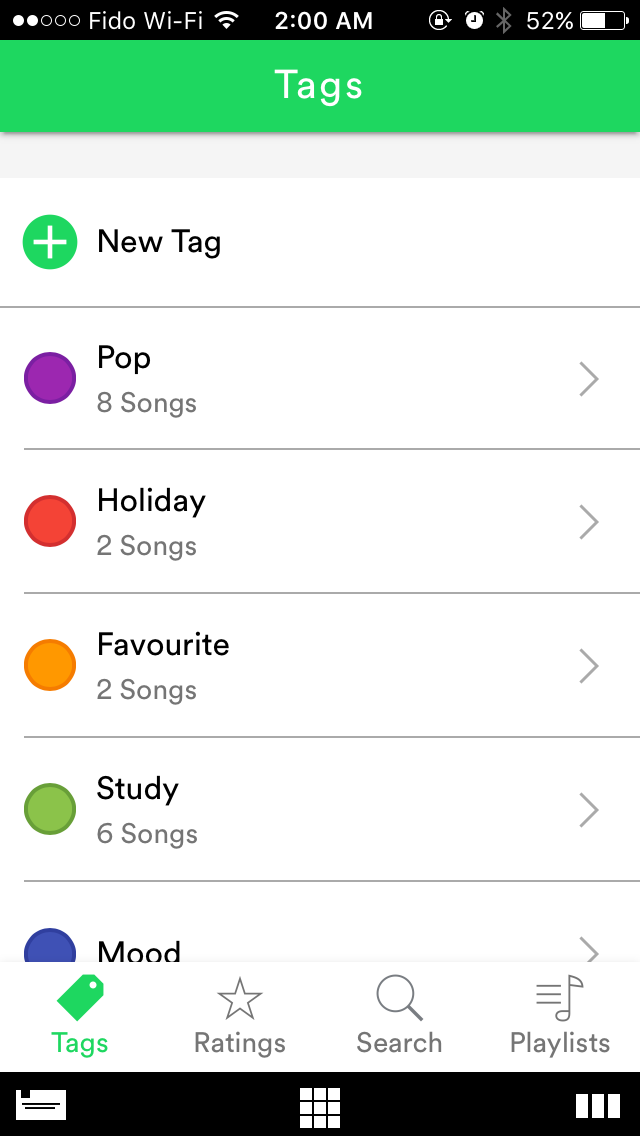 Fido Wi-Fi 2:00 AM 52%
Tags
New Tag
Pop
8 Songs
Holiday
2 Songs
Favourite
2 Songs
Study
6 Songs
Mood
Tags Ratings Search Playlists